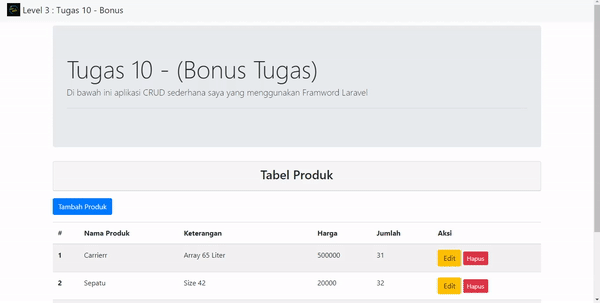 Level 3 : Tugas 10 - Bonus
Tugas 10 - (Bonus Tugas)
Di bawah ini aplikasi CRUD sederhana saya yang menggunakan Framword Laravel
Tabel Produk
Tambah Produk
# Nama Produk Keterangan Harga Jumlah Aksi
1 Carrierr Array 65 Liter 500000 31 Edit Hapus
2 Sepatu Size 42 20000 32 Edit Hapus